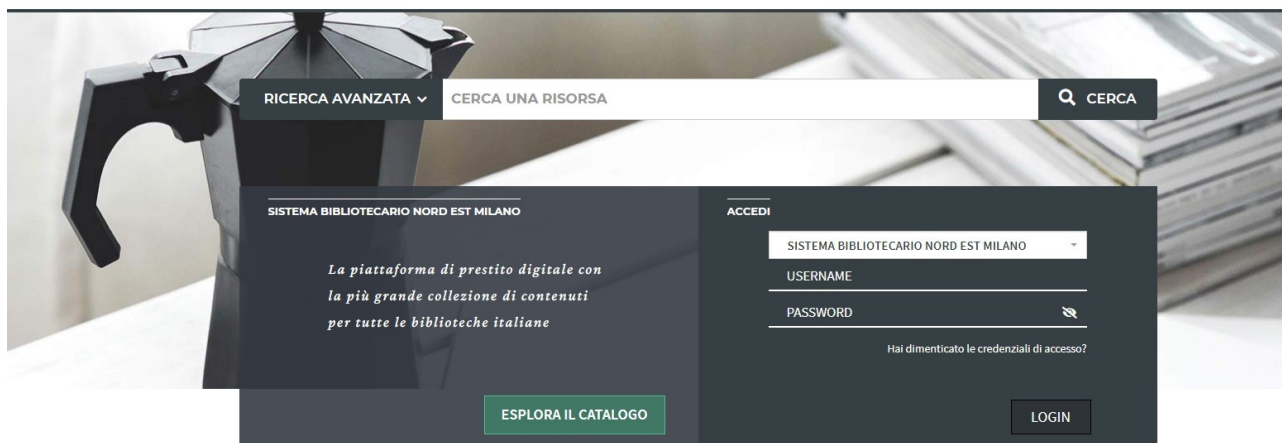 RICERCA AVANZATA
CERCA UNA RISORSA
CERCA
SISTEMA BIBLIOTECARIO NORD EST MILANO
La piattaforma di prestito digitale con
la più grande collezione di contenuti
per tutte le biblioteche italiane
ESPLORA IL CATALOGO
ACCEDI
SISTEMA BIBLIOTECARIO NORD EST MILANO
USERNAME
PASSWORD
Hai dimenticato le credenziali di accesso?
LOGIN